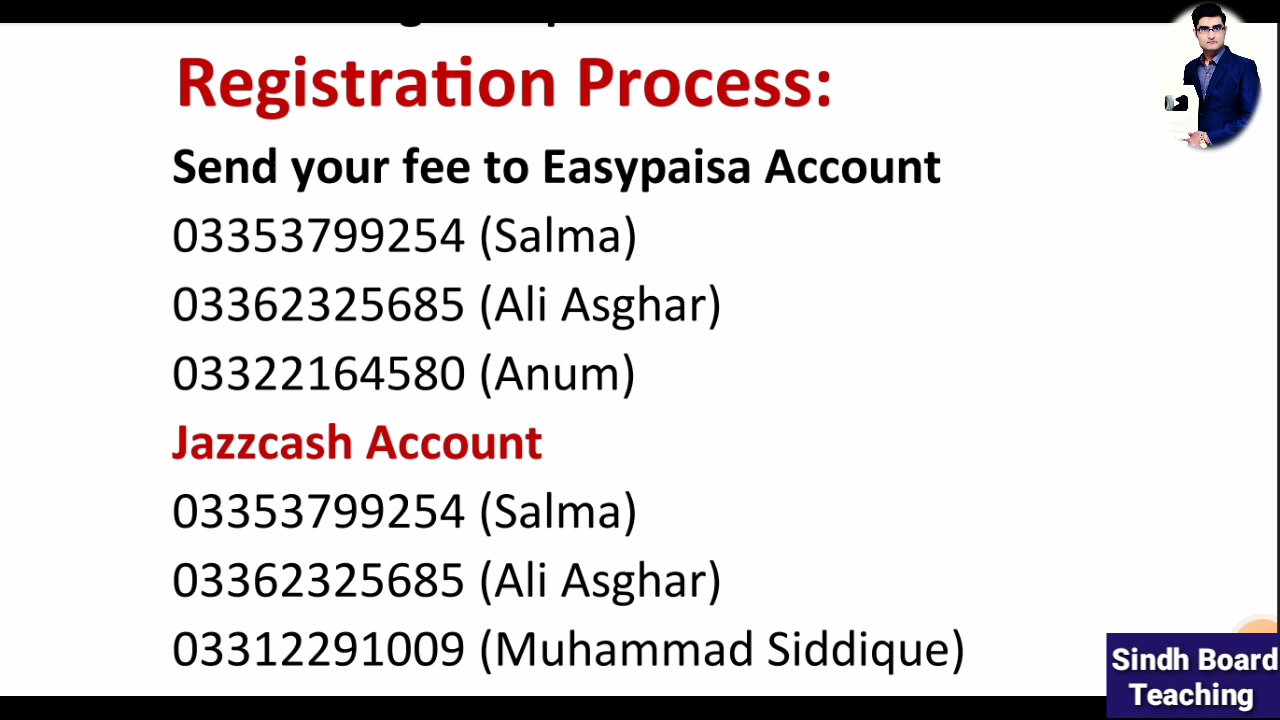 Registration Process:
Send your fee to Easypaisa Account
03353799254 (Salma)
03362325685 (Ali Asghar)
03322164580 (Anum)
Jazzcash Account
03353799254 (Salma)
03362325685 (Ali Asghar)
03312291009 (Muhammad Siddique)
Sindh Board
Teaching